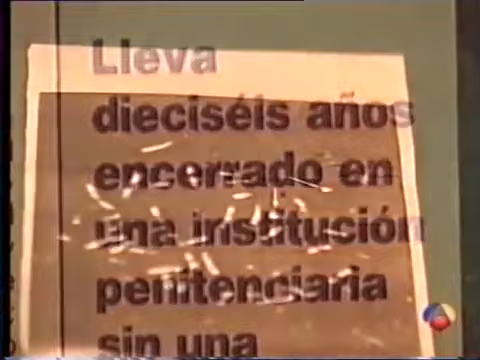 Lleva
dieciséis años
encerrado en
una institución
penitenciaria
sin una